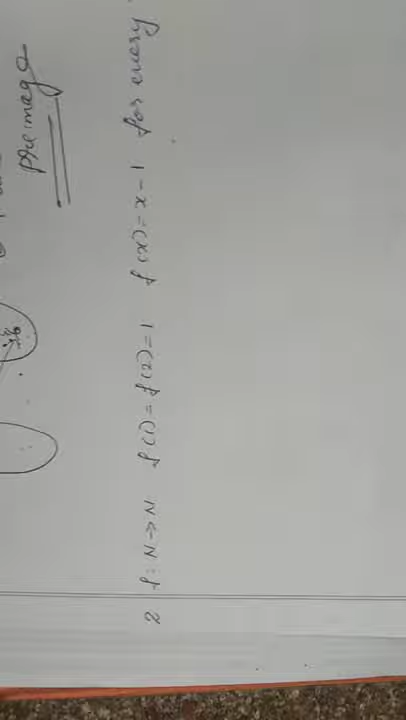 Pre image
2 f: N → N f(1) = f(2) = 1 f(x) = x - 1 for every